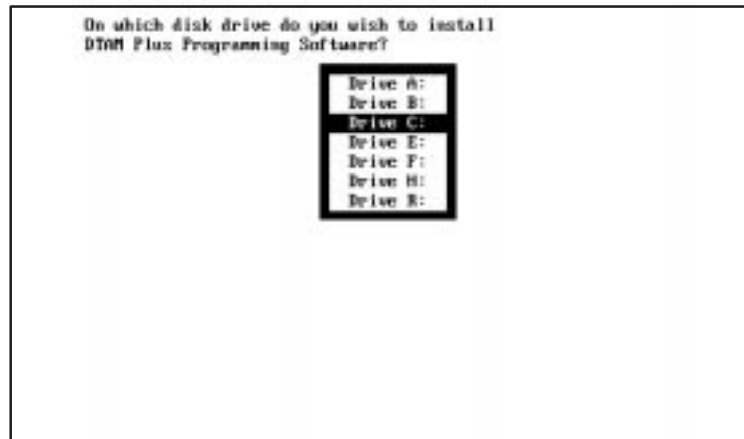 On which disk drive do you wish to install
DTAM Plus Programming Software?
Drive A:
Drive B:
Drive C:
Drive E:
Drive F:
Drive H:
Drive R: